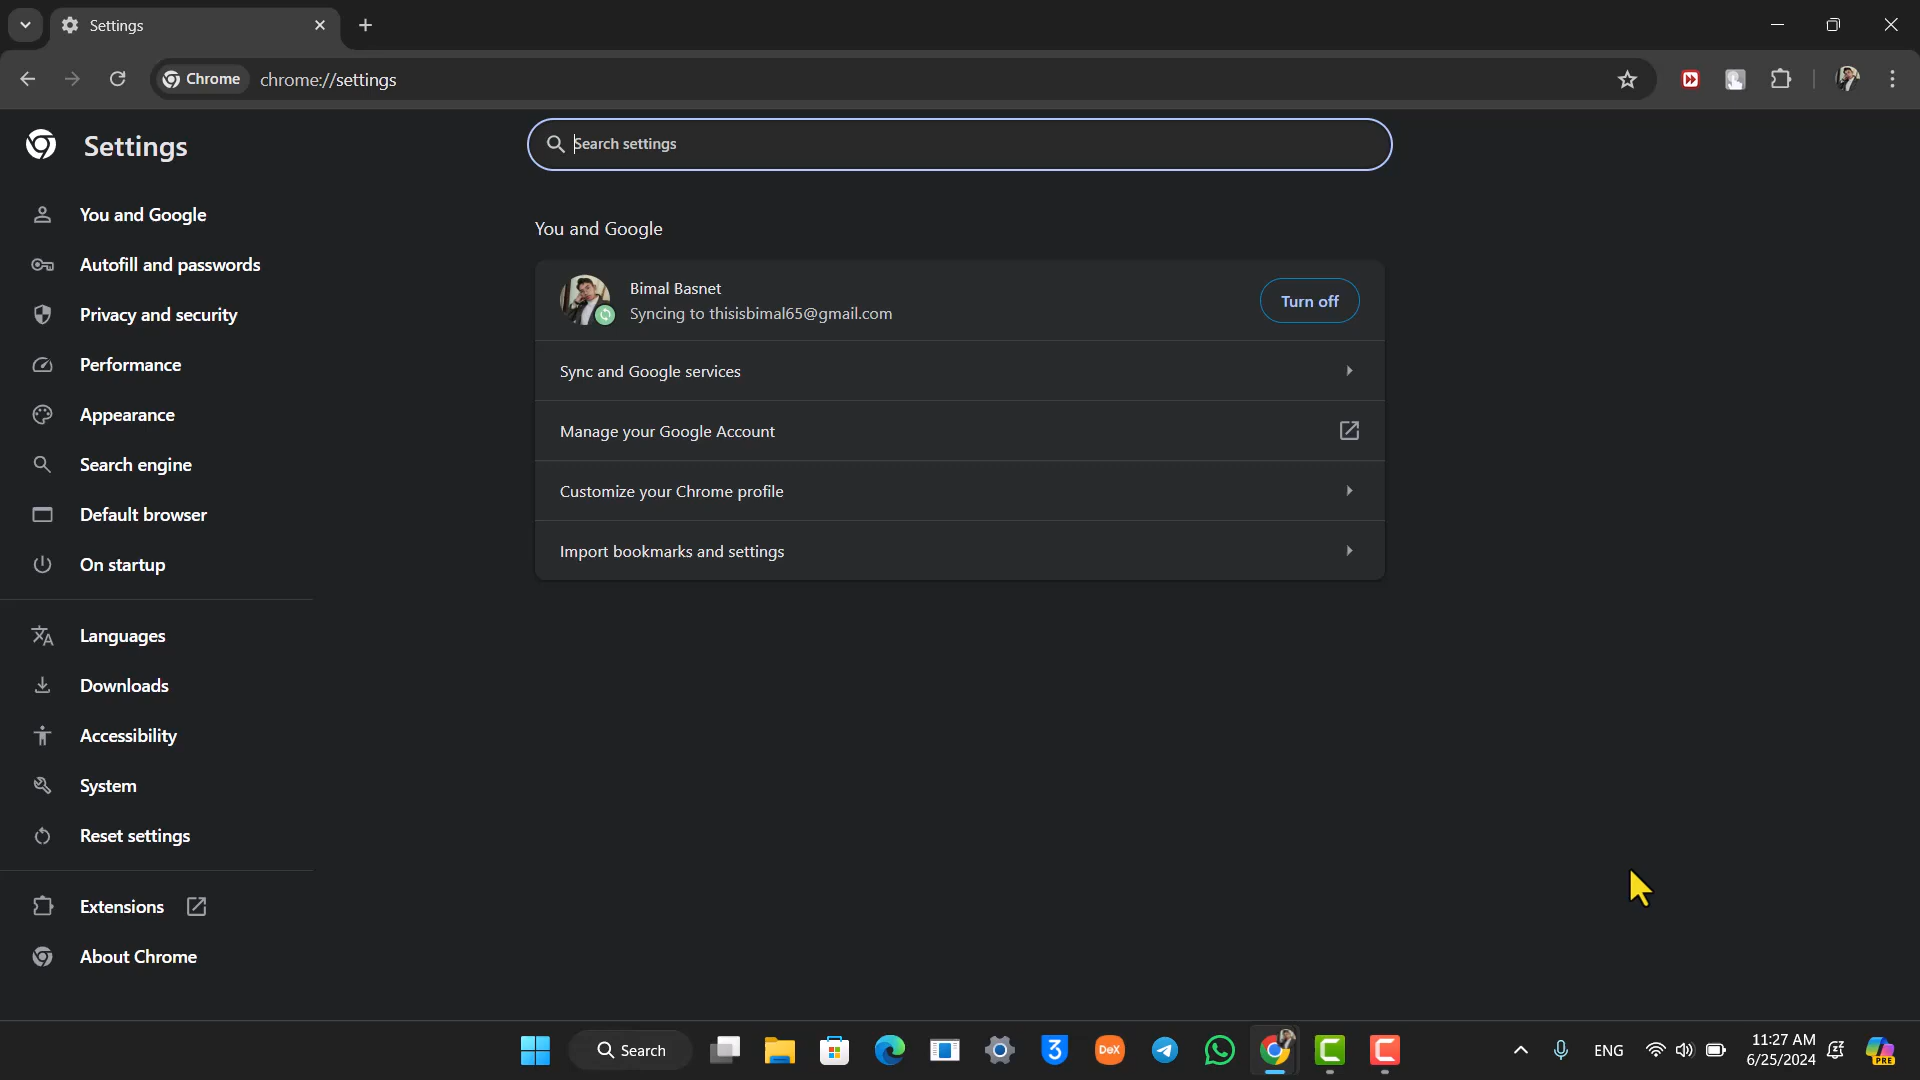 Settings
Chrome chrome://settings
Settings
Search settings
You and Google
Autofill and passwords
Privacy and security
Performance
Appearance
Search engine
Default browser
On startup
Languages
Downloads
Accessibility
System
Reset settings
Extensions
About Chrome
You and Google
Bimal Basnet
Syncing to thisisbimal65@gmail.com
Turn off
Sync and Google services
Manage your Google Account
Customize your Chrome profile
Import bookmarks and settings
Search
3
DeX
ENG
11:27 AM
6/25/2024
PRE